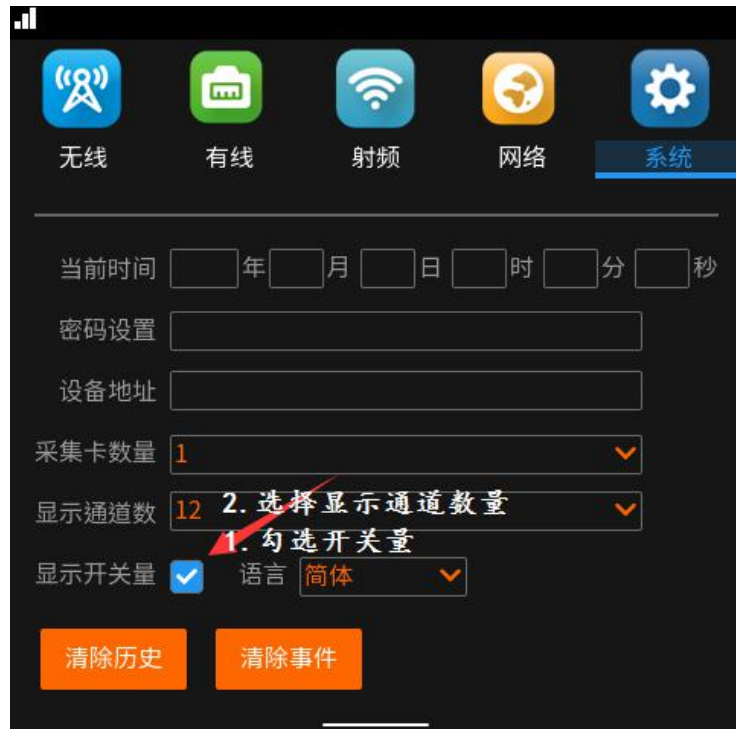 无线 有线 射频 网络 系统
当前时间 年 月 日 时 分 秒
密码设置
设备地址
采集卡数量 1
显示通道数 12 2.选择显示通道数量
1.勾选开关量
显示开关量 语言 简体
清除历史 清除事件